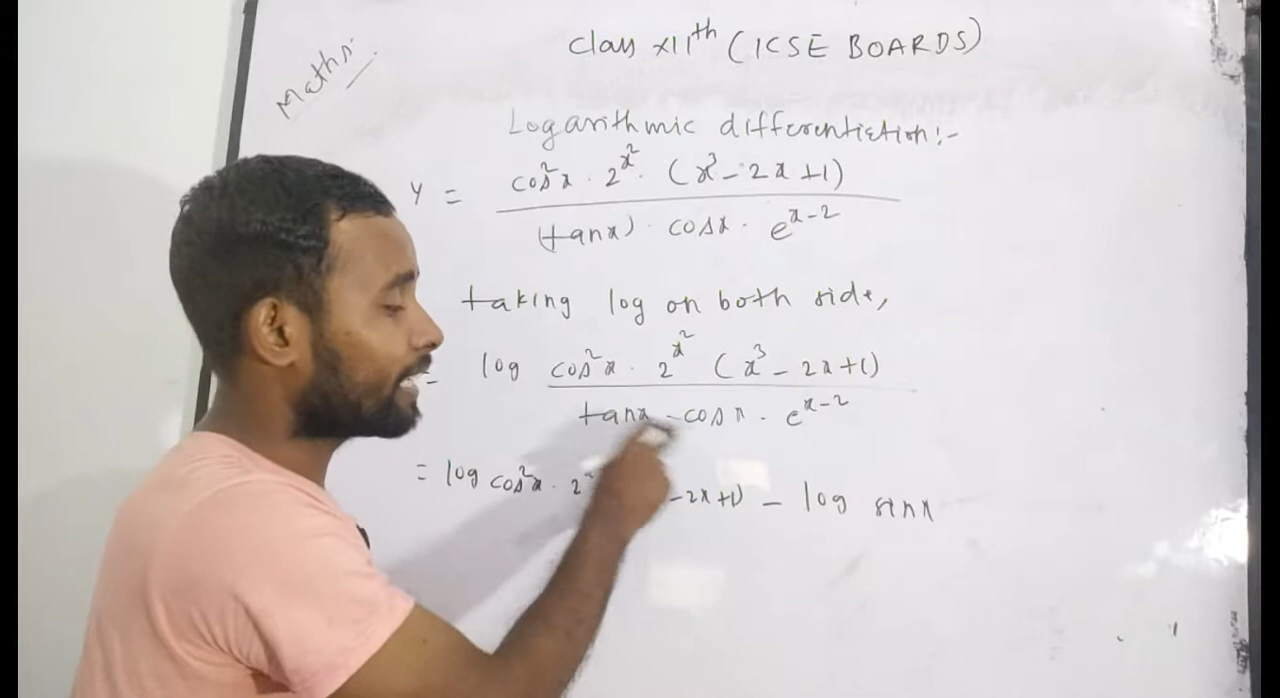 Maths:
Class XIIth (ICSE BOARDS)
Logarithmic differentiation:-
Y = cos²x · 2^x² · (x³ - 2x + 1)
(tanx) · cosx · e^x-2
taking log on both side,
log cos²x · 2^x² (x³ - 2x + 1)
tanx · cosx · e^x-2
= log cos²x · 2 - 2x + 1) - log sinx